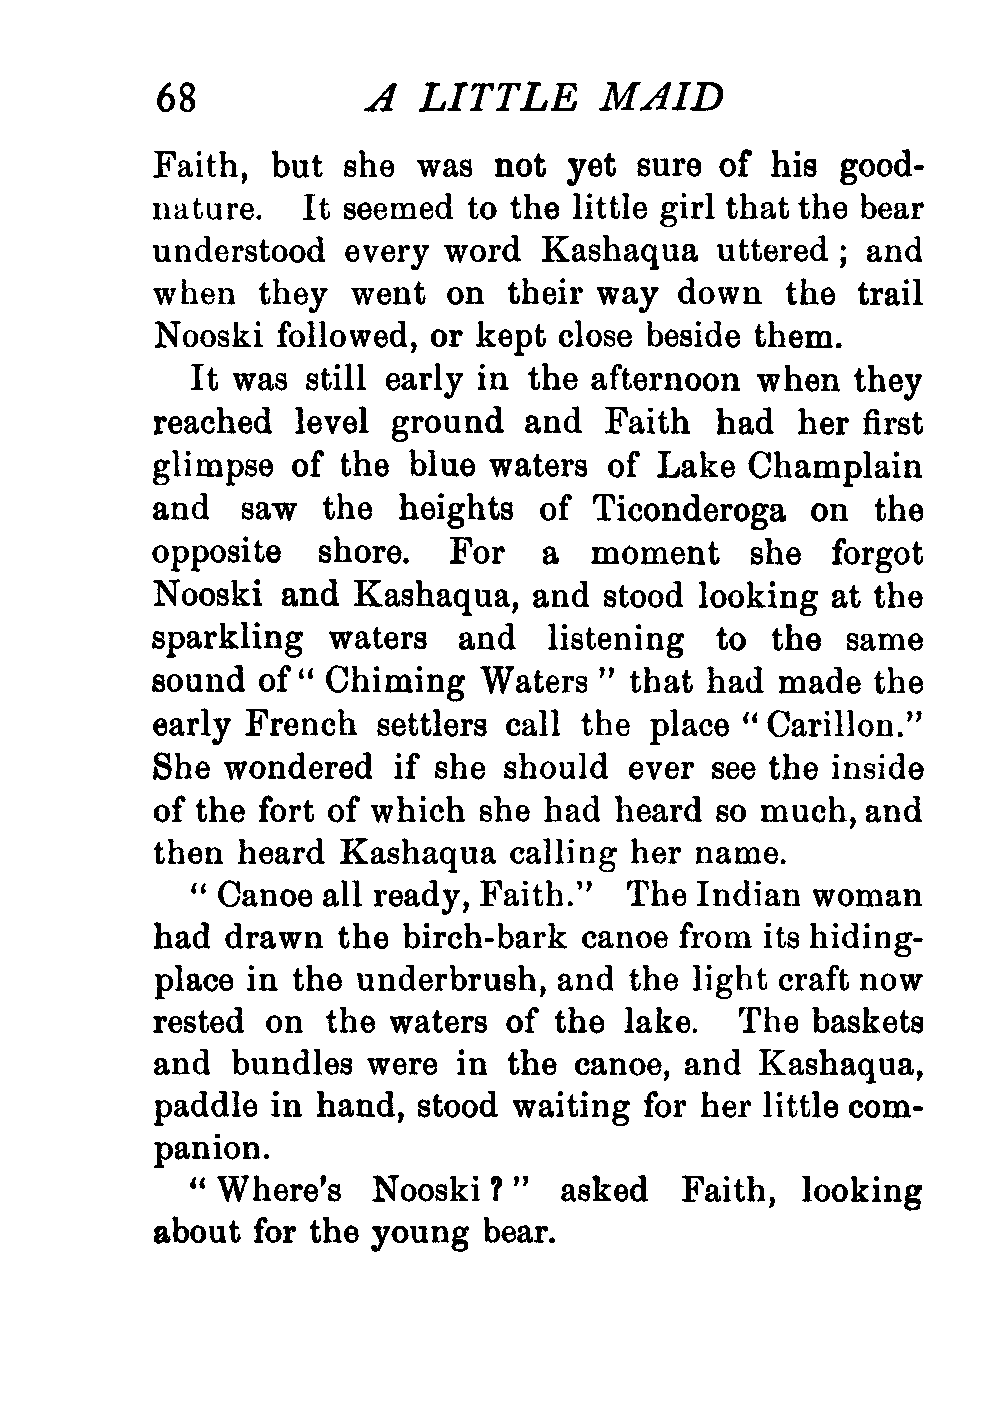 68 A LITTLE MAID
Faith, but she was not yet sure of his good-
nature. It seemed to the little girl that the bear
understood every word Kashaqua uttered ; and
when they went on their way down the trail
Nooski followed, or kept close beside them.
It was still early in the afternoon when they
reached level ground and Faith had her first
glimpse of the blue waters of Lake Champlain
and saw the heights of Ticonderoga on the
opposite shore. For a moment she forgot
Nooski and Kashaqua, and stood looking at the
sparkling waters and listening to the same
sound of “ Chiming Waters ” that had made the
early French settlers call the place “ Carillon.”
She wondered if she should ever see the inside
of the fort of which she had heard so much, and
then heard Kashaqua calling her name.
“ Canoe all ready, Faith.” The Indian woman
had drawn the birch-bark canoe from its hiding-
place in the underbrush, and the light craft now
rested on the waters of the lake. The baskets
and bundles were in the canoe, and Kashaqua,
paddle in hand, stood waiting for her little com-
panion.
“ Where's Nooski ? ” asked Faith, looking
about for the young bear.